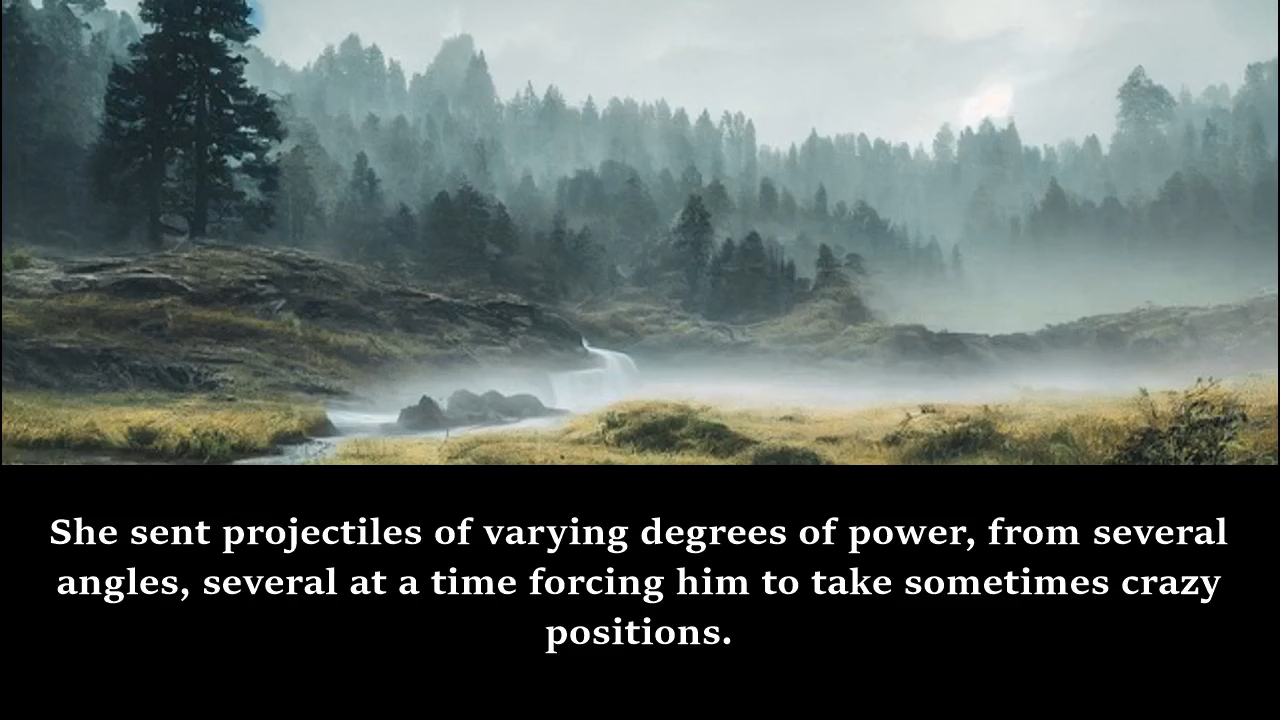 She sent projectiles of varying degrees of power, from several
angles, several at a time forcing him to take sometimes crazy
positions.